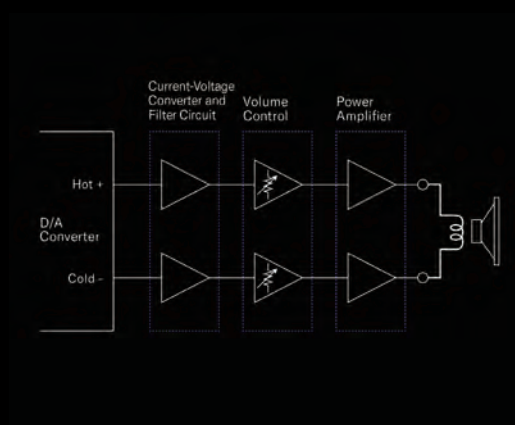 Current-Voltage
Converter and
Filter Circuit
Volume
Control
Power
Amplifier
Hot +
D/A
Converter
Cold –